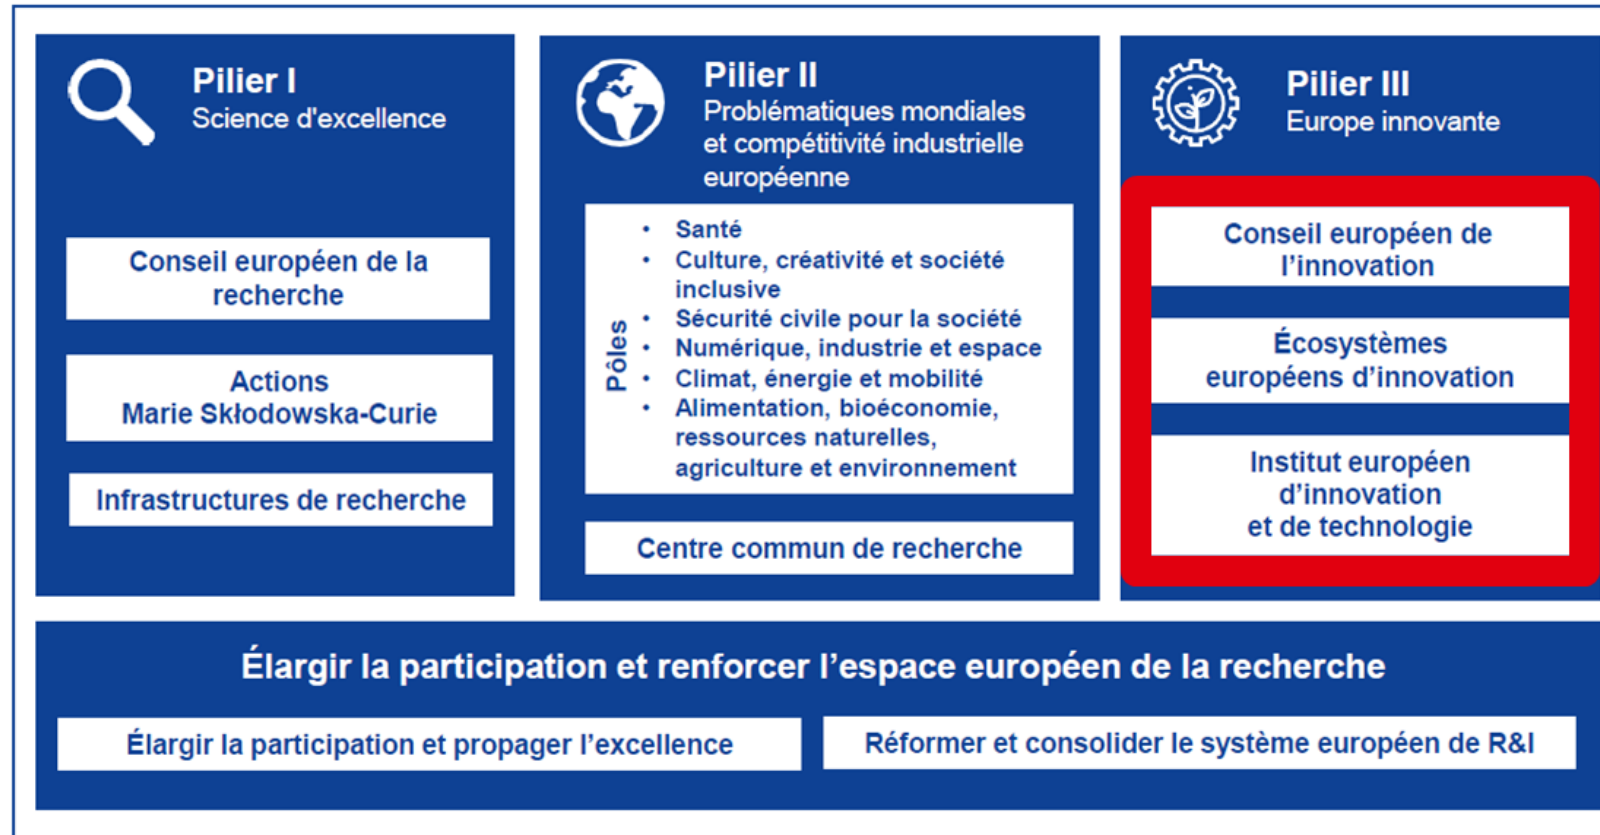 Pilier I
Science d'excellence
Conseil européen de la
recherche
Actions
Marie Skłodowska-Curie
Infrastructures de recherche
Pilier II
Problématiques mondiales
et compétitivité industrielle
européenne
Pôles
• Santé
• Culture, créativité et société
inclusive
• Sécurité civile pour la société
• Numérique, industrie et espace
• Climat, énergie et mobilité
• Alimentation, bioéconomie,
ressources naturelles,
agriculture et environnement
Centre commun de recherche
Pilier III
Europe innovante
Conseil européen de
l’innovation
Écosystèmes
européens d’innovation
Institut européen
d’innovation
et de technologie
Élargir la participation et renforcer l’espace européen de la recherche
Élargir la participation et propager l’excellence
Réformer et consolider le système européen de R&I